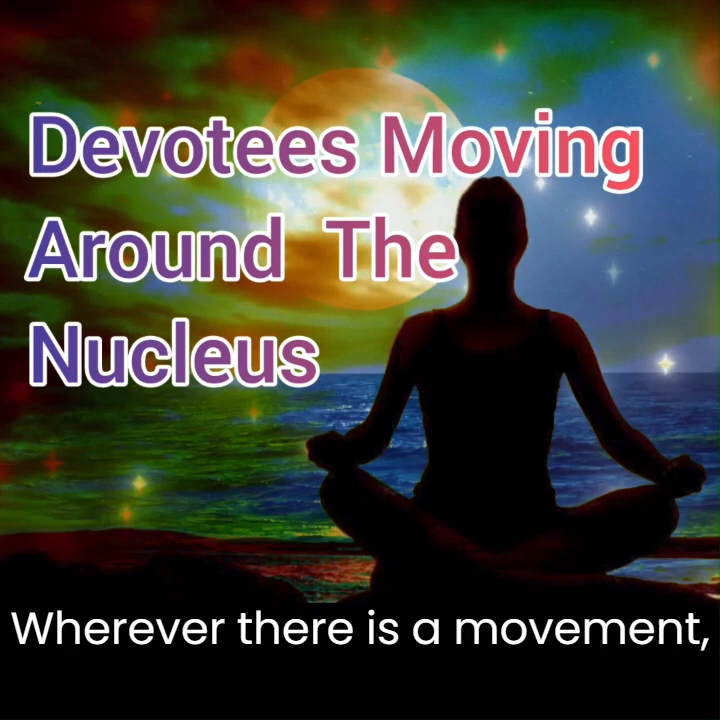 Devotees Moving
Around The
Nucleus
Wherever there is a movement,